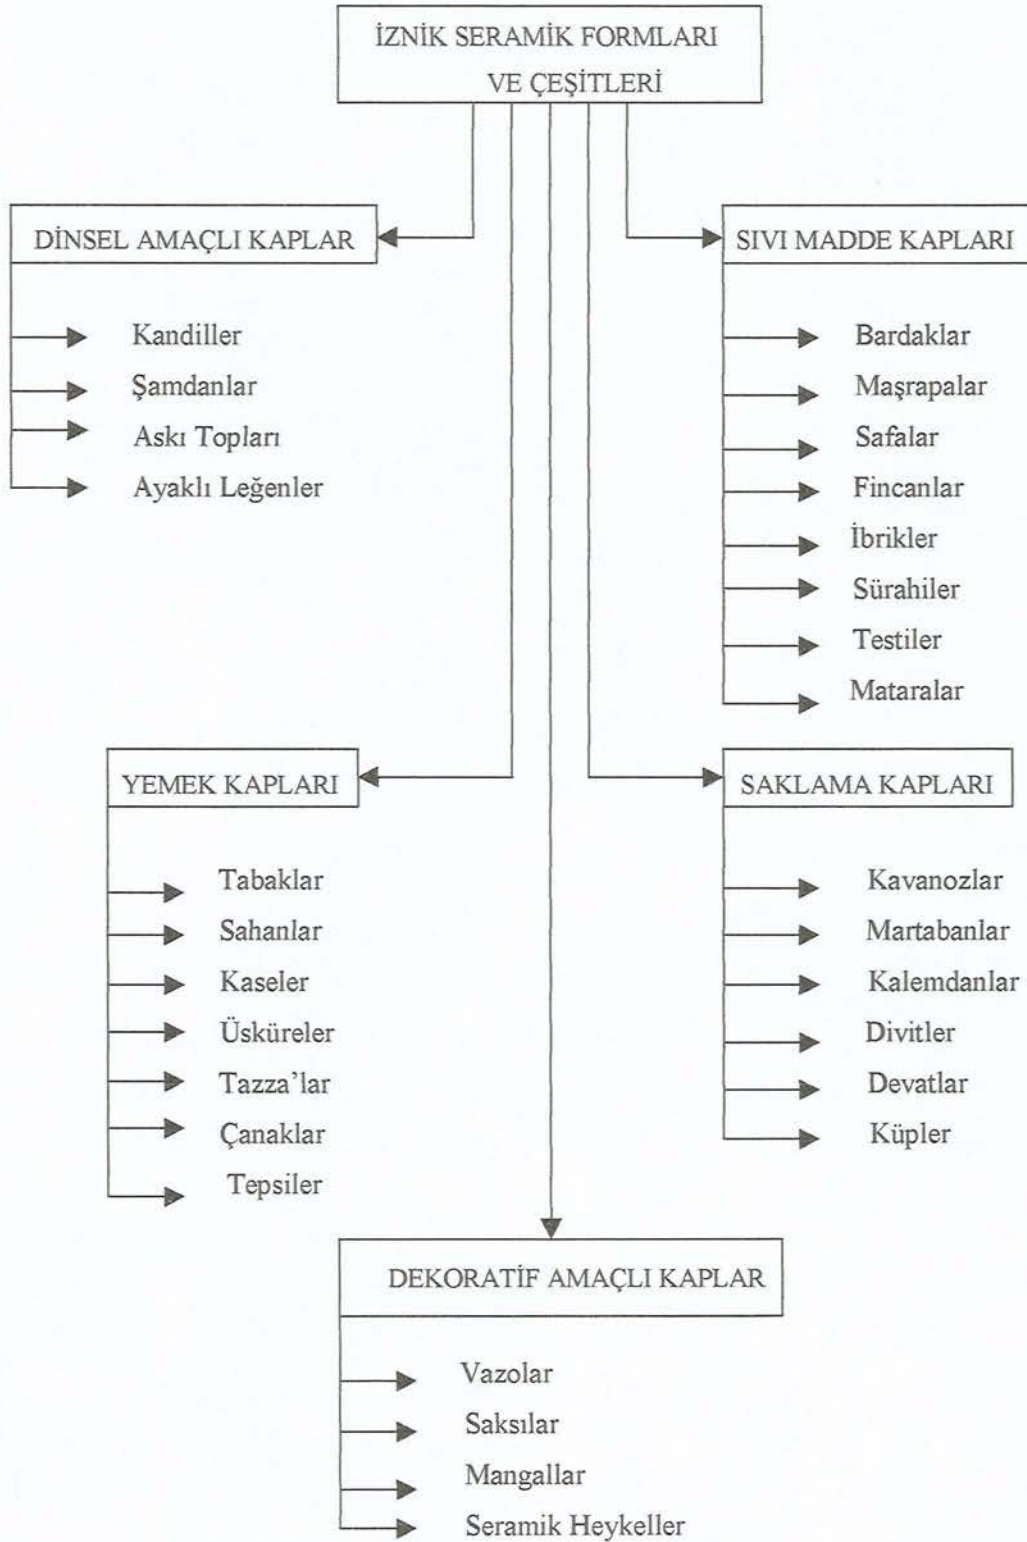 İZNİK SERAMİK FORMLARI
VE ÇEŞİTLERİ
DİNSEL AMAÇLI KAPLAR
Kandiller
Şamdanlar
Askı Topları
Ayaklı Leğenler
SIVI MADDE KAPLARI
Bardaklar
Maşrapalar
Safalar
Fincanlar
İbrikler
Sürahiler
Testiler
Mataralar
YEMEK KAPLARI
Tabaklar
Sahanlar
Kaseler
Üsküreler
Tazza'lar
Çanaklar
Tepsiler
SAKLAMA KAPLARI
Kavanozlar
Martabanlar
Kalemdanlar
Divitler
Devatlar
Küpler
DEKORATİF AMAÇLI KAPLAR
Vazolar
Saksılar
Mangallar
Seramik Heykeller